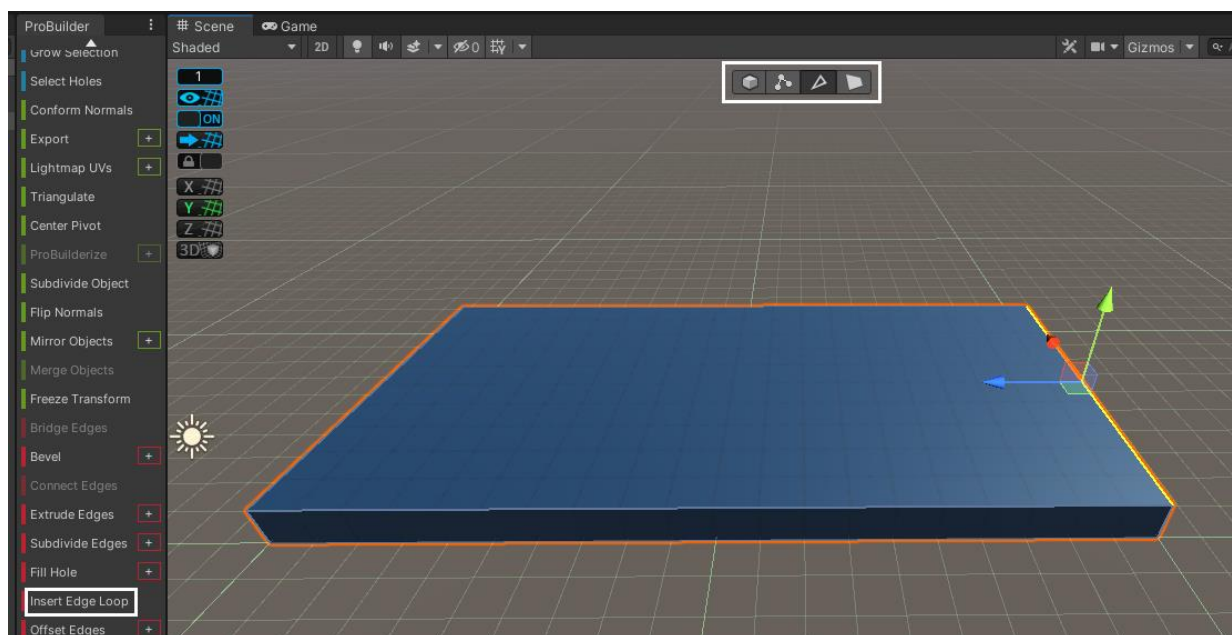 ProBuilder
Scene
Game
Shaded
2D
0
Gizmos
Grow Selection
Select Holes
Conform Normals
Export +
Lightmap UVs +
Triangulate
Center Pivot
ProBuilderize +
Subdivide Object
Flip Normals
Mirror Objects +
Merge Objects
Freeze Transform
Bridge Edges
Bevel +
Connect Edges
Extrude Edges +
Subdivide Edges +
Fill Hole +
Insert Edge Loop
Offset Edges +
1
ON
X
Y
Z
3D